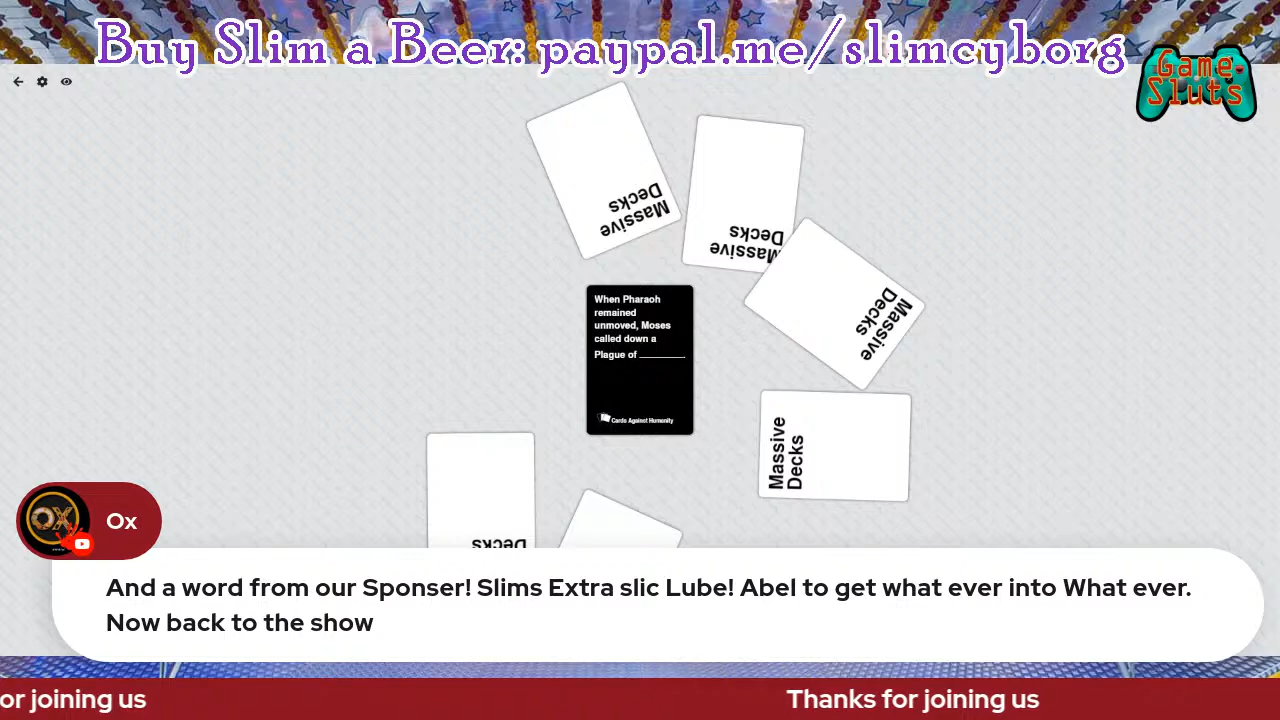 Buy Slim a Beer: paypal.me/slimcyborg
Game
Sluts
Massive
Decks
Massive
Decks
Massive
Decks
When Pharaoh
remained
unmoved, Moses
called down a
Plague of ________.
Cards Against Humanity
Massive
Decks
Decks
Ox
OX
And a word from our Sponser! Slims Extra slic Lube! Abel to get what ever into What ever.
Now back to the show
or joining us
Thanks for joining us